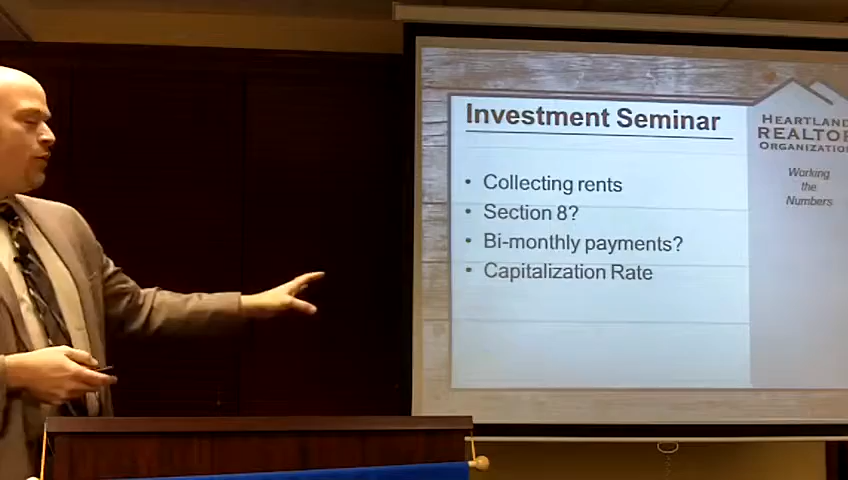 Investment Seminar
• Collecting rents
• Section 8?
• Bi-monthly payments?
• Capitalization Rate
HEARTLAND
REALTOR
ORGANIZATION
Working
the
Numbers